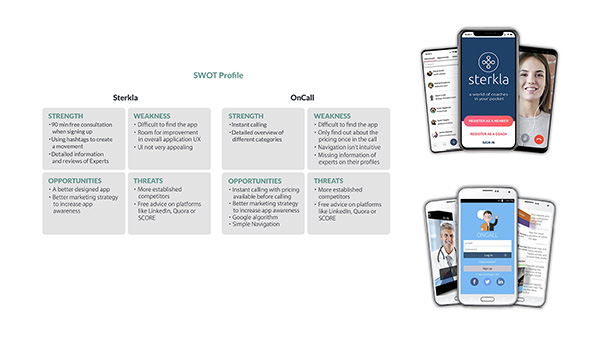 SWOT Profile
Sterkla
STRENGTH
• 90 min free consultation
when signing up
• Using hashtags to create
a movement
• Detailed information
and reviews of Experts
WEAKNESS
• Difficult to find the app
• Room for improvement
in overall application UX
• UI not very appealing
OPPORTUNITIES
• A better designed app
• Better marketing strategy
to increase app
awareness
THREATS
• More established
competitors
• Free advice on platforms
like LinkedIn, Quora or
SCORE
OnCall
STRENGTH
• Instant calling
• Detailed overview of
different categories
WEAKNESS
• Difficult to find the app
• Only find out about the
pricing once in the call
• Navigation isn't intuitive
• Missing information of
experts on their profiles
OPPORTUNITIES
• Instant calling with pricing
available before calling
• Better marketing strategy
to increase app awareness
• Google algorithm
• Simple Navigation
THREATS
• More established
competitors
• Free advice on platforms
like LinkedIn, Quora or
SCORE
sterkla
a world of coaches
in your pocket
REGISTER AS A MEMBER
REGISTER AS A COACH
SIGN IN
ONCALL
Log in
Sign up